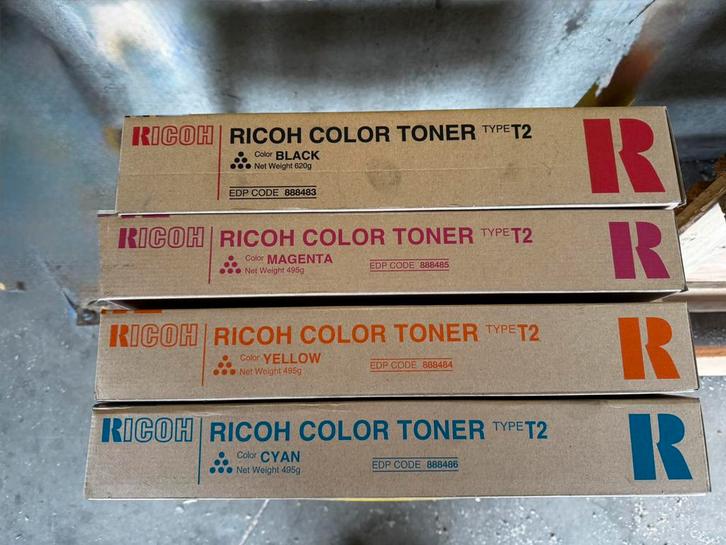 RICOH
RICOH COLOR TONER TYPE T2
Color BLACK
Net Weight 620g
EDP CODE 888483
R
RICOH
RICOH COLOR TONER TYPE T2
Color MAGENTA
Net Weight 495g
EDP CODE 888485
R
RICOH
RICOH COLOR TONER TYPE T2
Color YELLOW
Net Weight 495g
EDP CODE 888484
R
RICOH
RICOH COLOR TONER TYPE T2
Color CYAN
Net Weight 495g
EDP CODE 888486
R